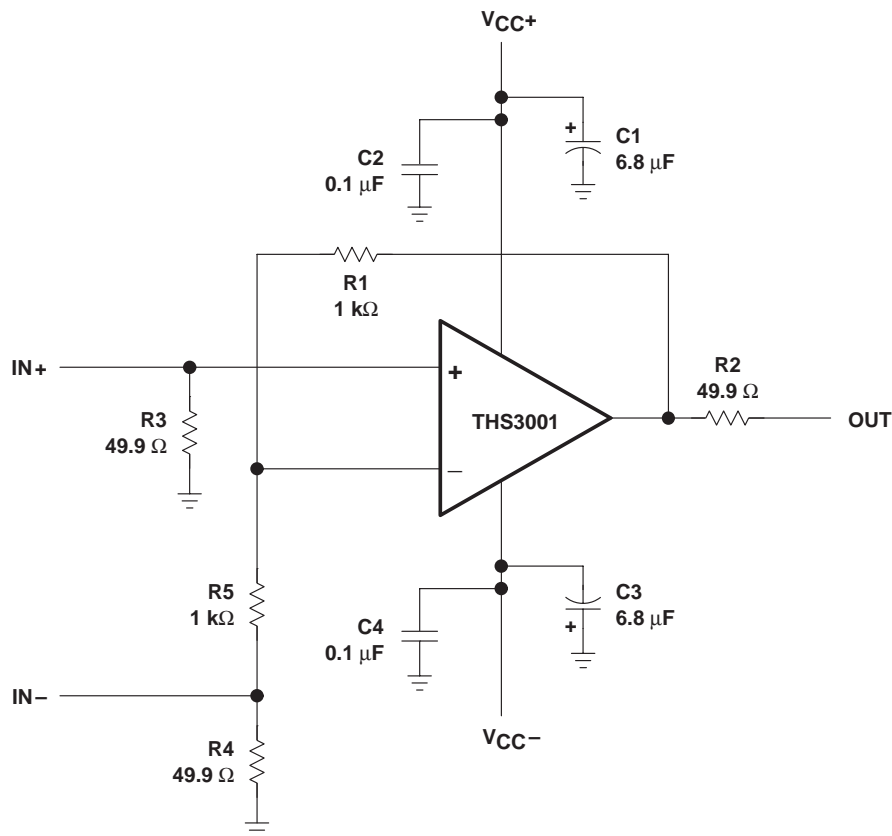 VCC+
C2
0.1 μF
+
C1
6.8 μF
R1
1 kΩ
IN+
+
R2
49.9 Ω
R3
49.9 Ω
THS3001
OUT
−
R5
1 kΩ
C4
0.1 μF
C3
6.8 μF
+
IN−
VCC−
R4
49.9 Ω